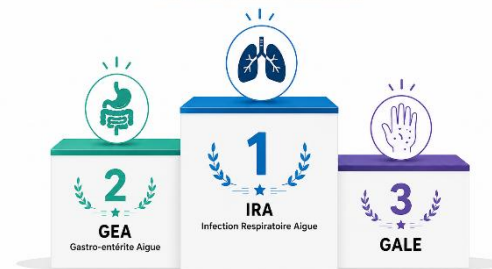 1
IRA
Infection Respiratoire Aigue
2
GEA
Gastro-entérite Aigue
3
GALE